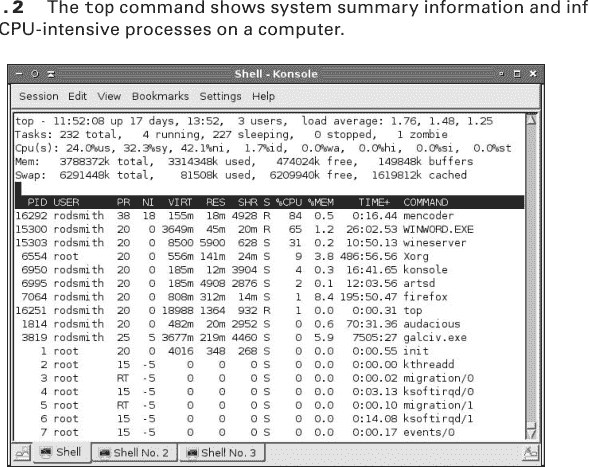 .2 The top command shows system summary information and inf
CPU-intensive processes on a computer.
Shell - Konsole
Session Edit View Bookmarks Settings Help
top - 11:52:08 up 17 days, 13:52, 3 users, load average: 1.76, 1.48, 1.25
Tasks: 232 total, 4 running, 227 sleeping, 0 stopped, 1 zombie
Cpu(s): 24.0%us, 32.3%sy, 42.1%ni, 1.7%id, 0.0%wa, 0.0%hi, 0.0%si, 0.0%st
Mem: 3788372k total, 3314348k used, 474024k free, 149848k buffers
Swap: 6291448k total, 81508k used, 6209940k free, 1619812k cached
PID USER PR NI VIRT RES SHR S %CPU %MEM TIME+ COMMAND
16292 rodsmith 38 18 155m 18m 4928 R 84 0.5 0:16.44 mencoder
15300 rodsmith 20 0 3649m 45m 20m R 65 1.2 26:02.53 WINWORD.EXE
15303 rodsmith 20 0 8500 5900 628 S 31 0.2 10:50.13 wineserver
6554 root 20 0 556m 141m 24m S 9 3.8 486:56.56 Xorg
6950 rodsmith 20 0 185m 12m 3904 S 4 0.3 16:41.65 konsole
6995 rodsmith 20 0 185m 4908 2876 S 2 0.1 12:03.56 artsd
7064 rodsmith 20 0 808m 312m 14m S 1 8.4 195:50.47 firefox
16251 rodsmith 20 0 18988 1364 932 R 1 0.0 0:00.31 top
1814 rodsmith 20 0 482m 20m 2952 S 0 0.6 70:31.36 audacious
3819 rodsmith 25 5 3677m 219m 4460 S 0 5.9 7505:27 galciv.exe
1 root 20 0 4016 348 268 S 0 0.0 0:00.55 init
2 root 15 -5 0 0 0 S 0 0.0 0:00.00 kthreadd
3 root RT -5 0 0 0 S 0 0.0 0:00.02 migration/0
4 root 15 -5 0 0 0 S 0 0.0 0:03.13 ksoftirqd/0
5 root RT -5 0 0 0 S 0 0.0 0:00.10 migration/1
6 root 15 -5 0 0 0 S 0 0.0 0:14.08 ksoftirqd/1
7 root 15 -5 0 0 0 S 0 0.0 0:00.17 events/0
Shell Shell No. 2 Shell No. 3